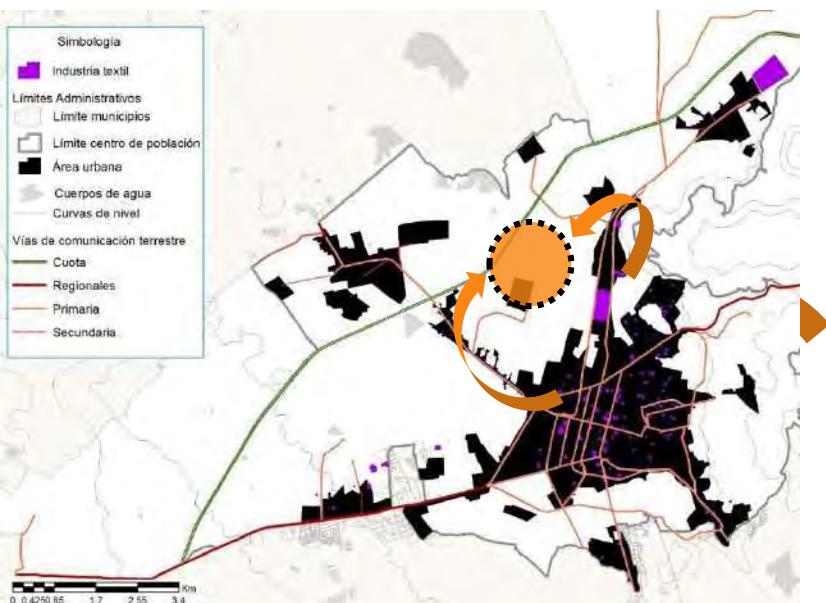 Simbología
Industria textil
Límites Administrativos
Límite municipios
Límite centro de población
Área urbana
Cuerpos de agua
Curvas de nivel
Vías de comunicación terrestre
Cuota
Regionales
Primaria
Secundaria
Km
0 0.4250.85 1.7 2.55 3.4